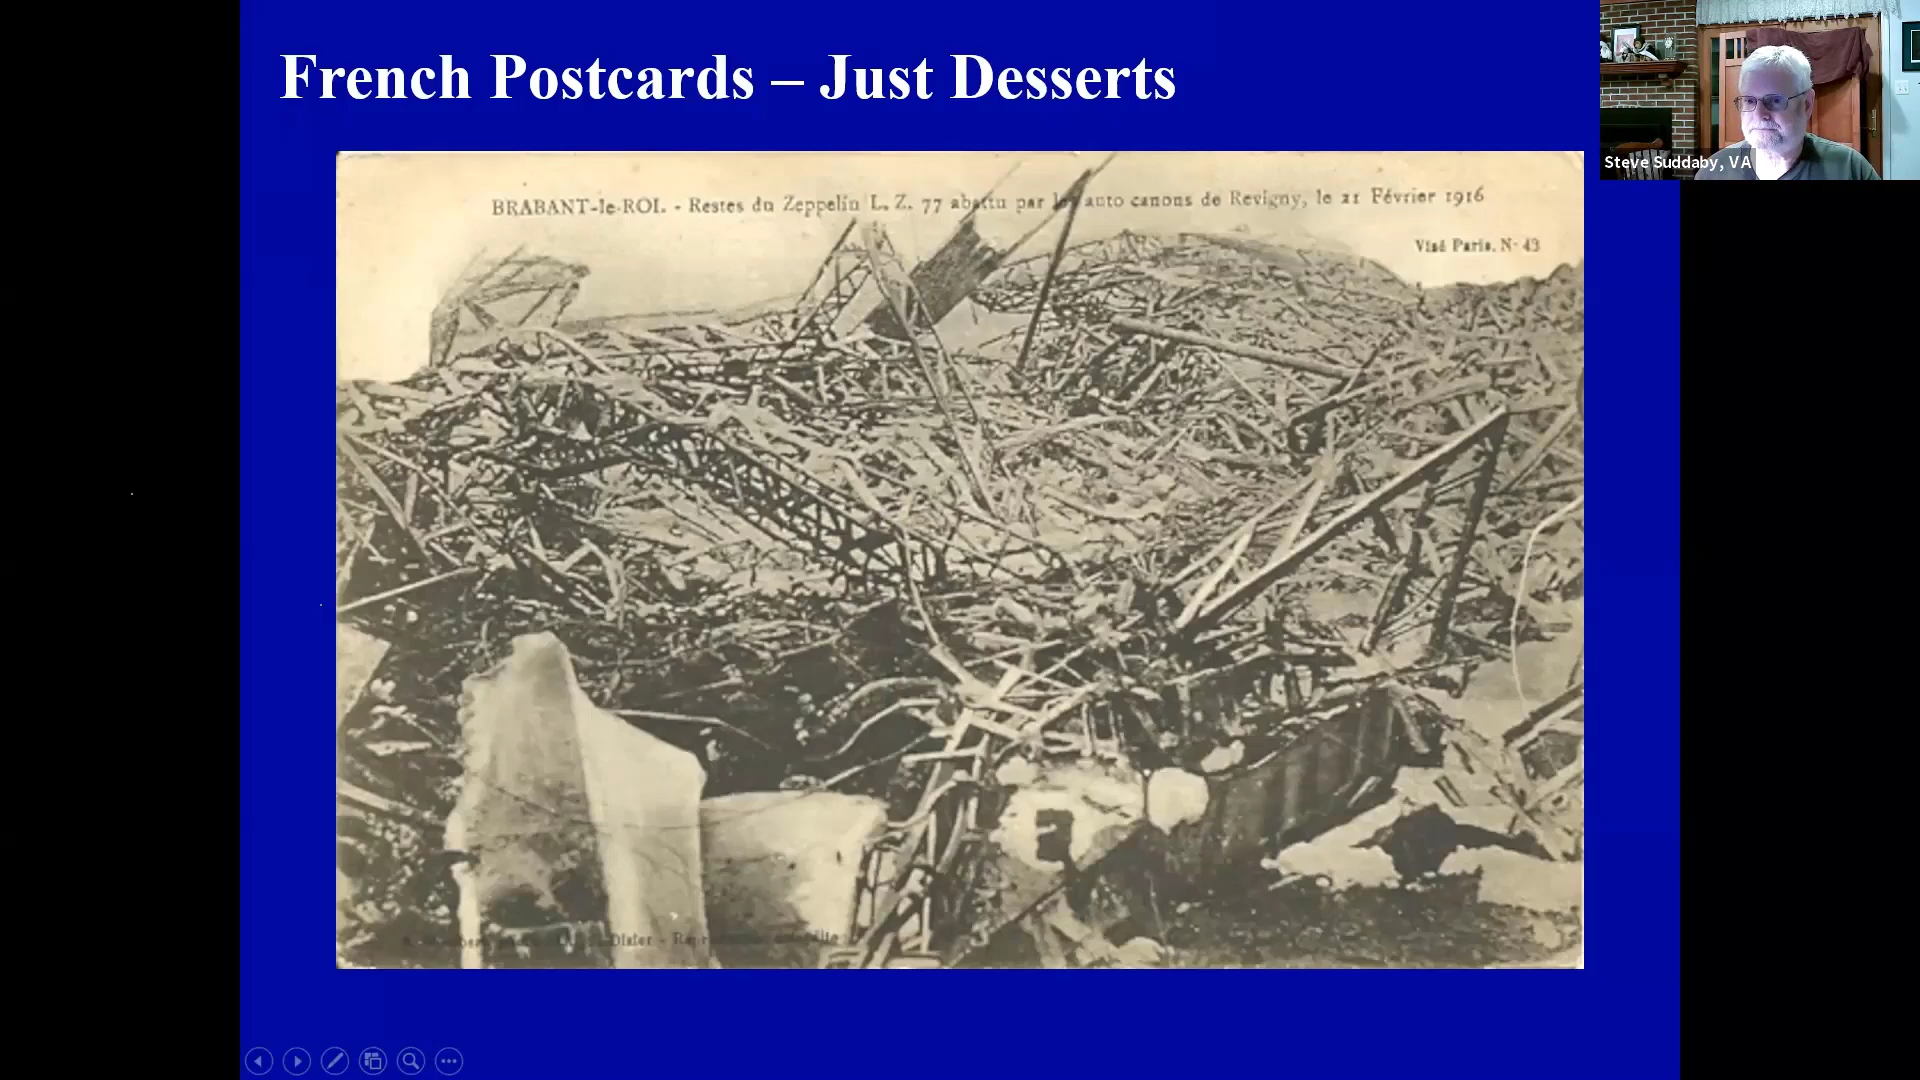 French Postcards – Just Desserts
Steve Suddaby, VA
BRABANT-le-ROI. - Restes du Zeppelin L. Z. 77 abattu par les auto canons de Revigny, le 21 Février 1916
Visé Paris. N· 43
Dizier -